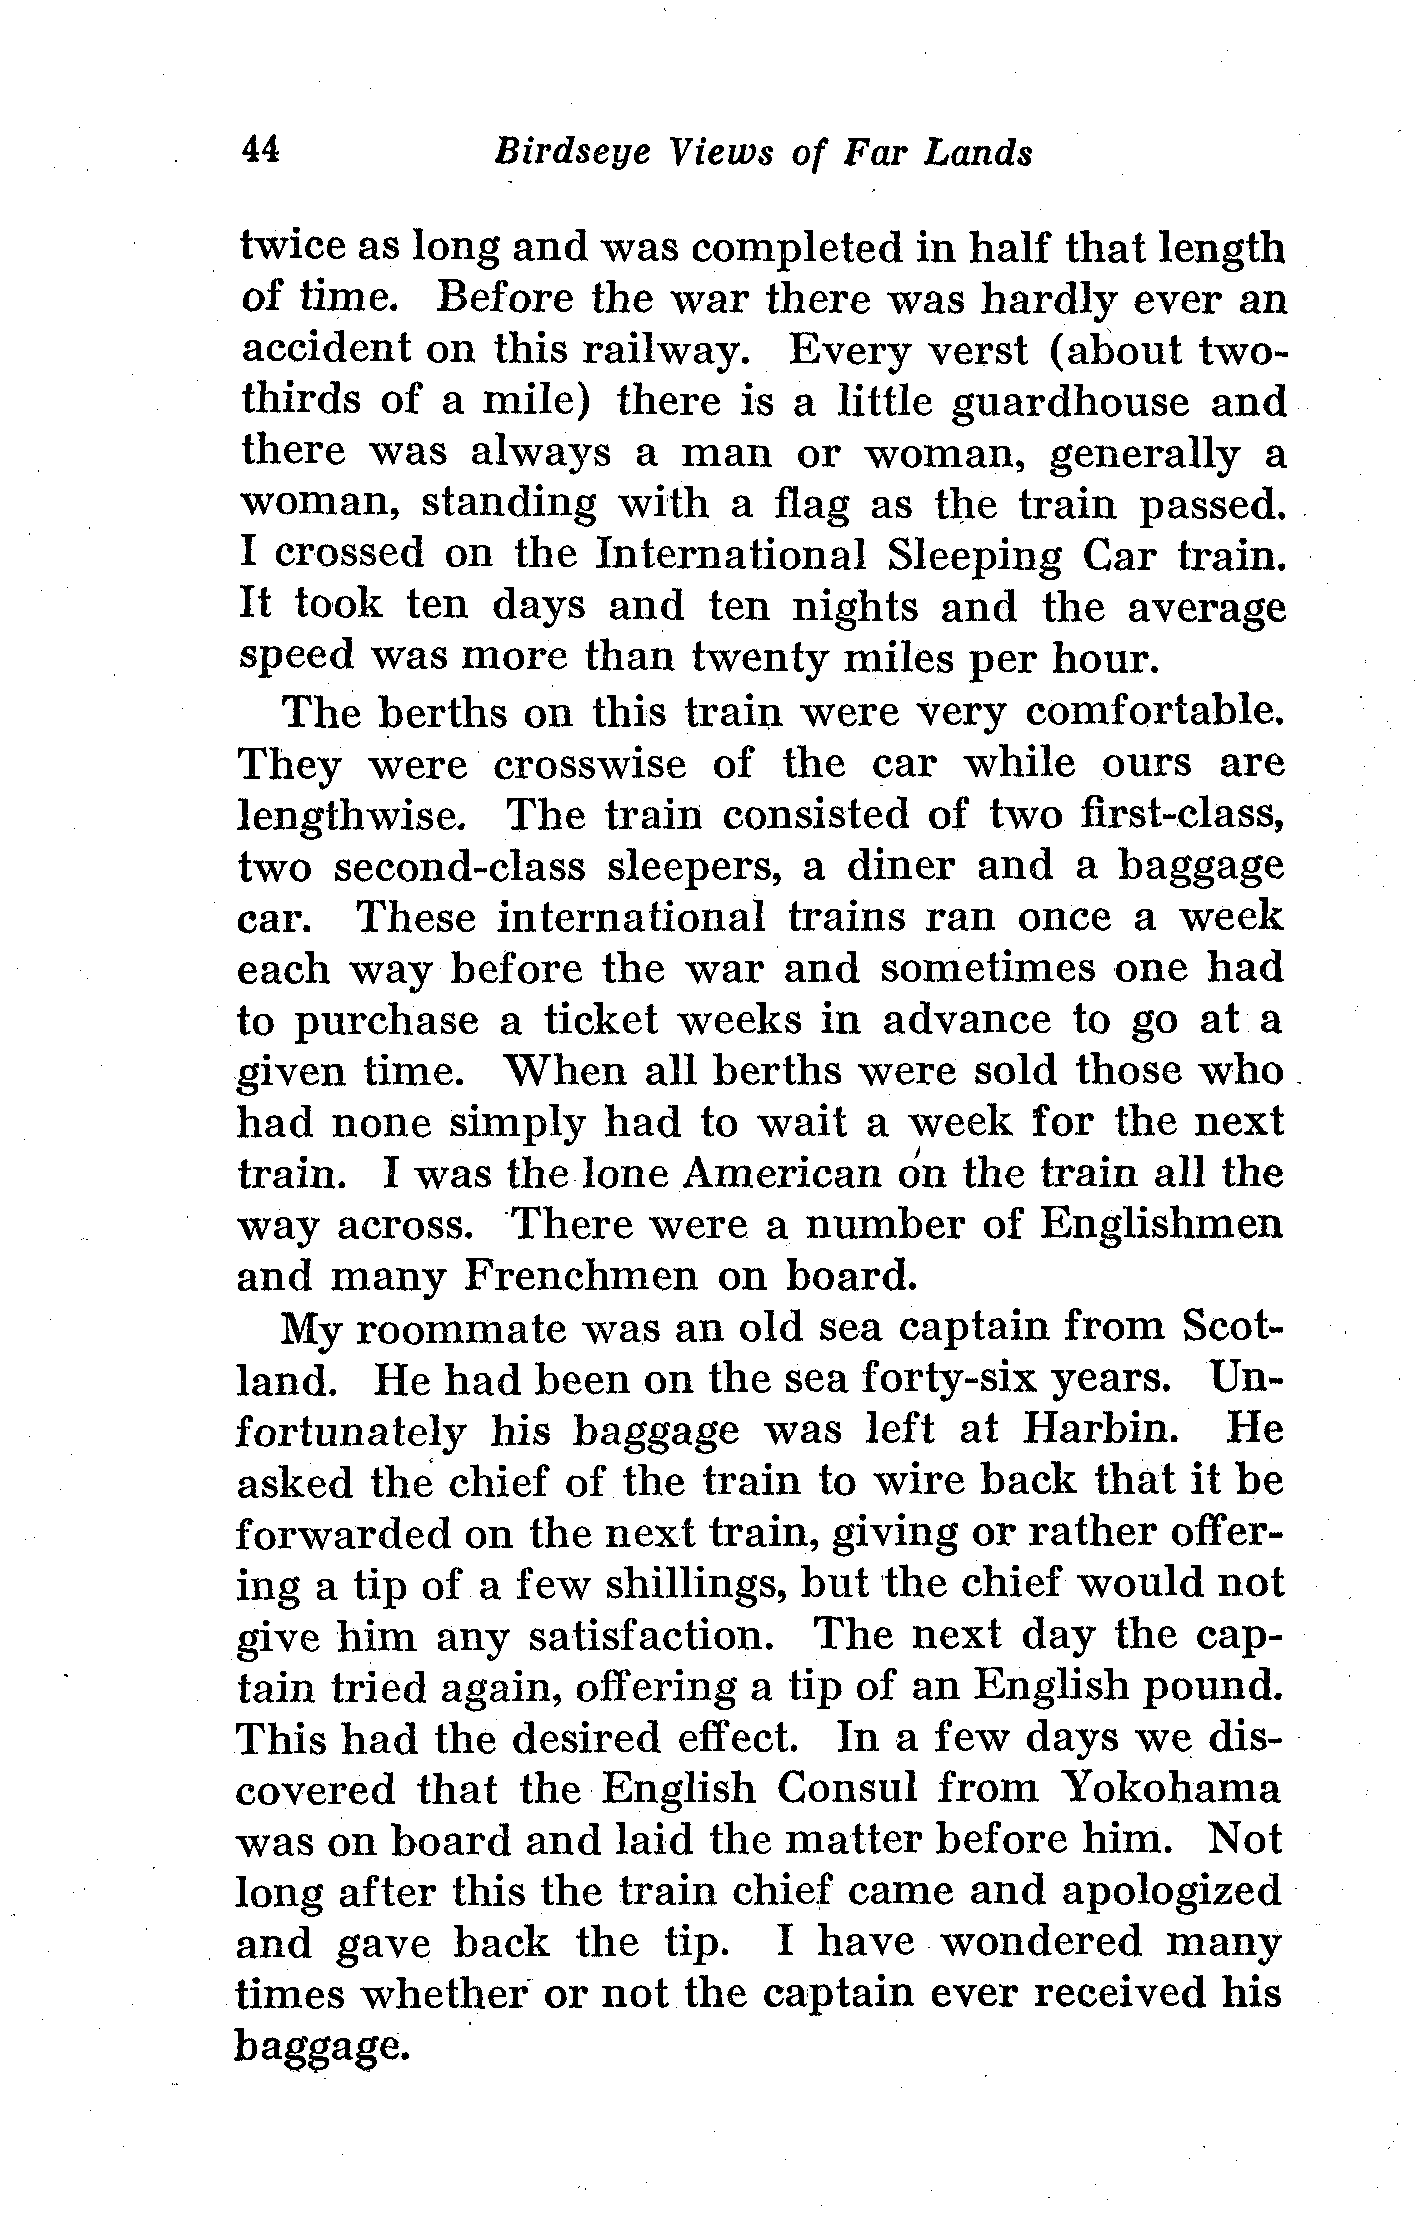 44 Birdseye Views of Far Lands
twice as long and was completed in half that length
of time. Before the war there was hardly ever an
accident on this railway. Every verst (about two-
thirds of a mile) there is a little guardhouse and
there was always a man or woman, generally a
woman, standing with a flag as the train passed.
I crossed on the International Sleeping Car train.
It took ten days and ten nights and the average
speed was more than twenty miles per hour.
The berths on this train were very comfortable.
They were crosswise of the car while ours are
lengthwise. The train consisted of two first-class,
two second-class sleepers, a diner and a baggage
car. These international trains ran once a week
each way before the war and sometimes one had
to purchase a ticket weeks in advance to go at a
given time. When all berths were sold those who
had none simply had to wait a week for the next
train. I was the lone American on the train all the
way across. There were a number of Englishmen
and many Frenchmen on board.
My roommate was an old sea captain from Scot-
land. He had been on the sea forty-six years. Un-
fortunately his baggage was left at Harbin. He
asked the chief of the train to wire back that it be
forwarded on the next train, giving or rather offer-
ing a tip of a few shillings, but the chief would not
give him any satisfaction. The next day the cap-
tain tried again, offering a tip of an English pound.
This had the desired effect. In a few days we dis-
covered that the English Consul from Yokohama
was on board and laid the matter before him. Not
long after this the train chief came and apologized
and gave back the tip. I have wondered many
times whether or not the captain ever received his
baggage.